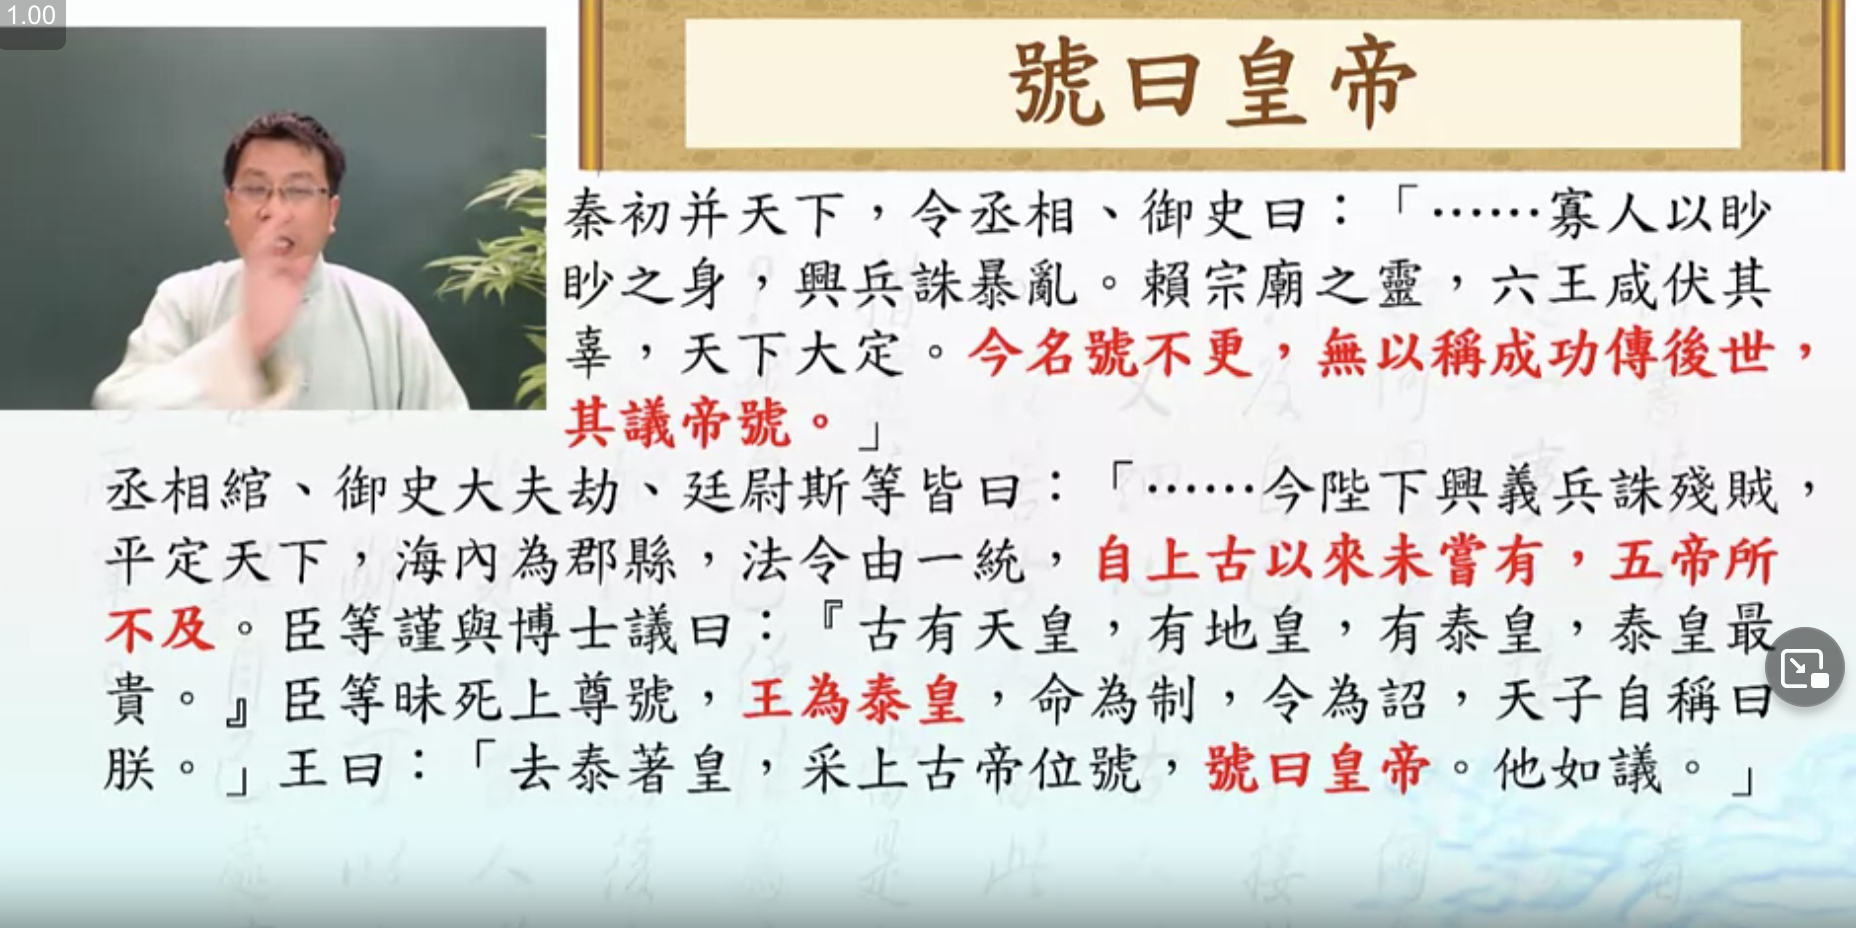 1.00
號曰皇帝
秦初并天下，令丞相、御史曰：「……寡人以眇
眇之身，興兵誅暴亂。賴宗廟之靈，六王咸伏其
辜，天下大定。今名號不更，無以稱成功傳後世，
其議帝號。」
丞相綰、御史大夫劫、廷尉斯等皆曰：「……今陛下興義兵誅殘賊，
平定天下，海內為郡縣，法令由一統，自上古以來未嘗有，五帝所
不及。臣等謹與博士議曰：『古有天皇，有地皇，有泰皇，泰皇最
貴。』臣等昧死上尊號，王為泰皇，命為制，令為詔，天子自稱曰
朕。」王曰：「去泰著皇，采上古帝位號，號曰皇帝。他如議。」